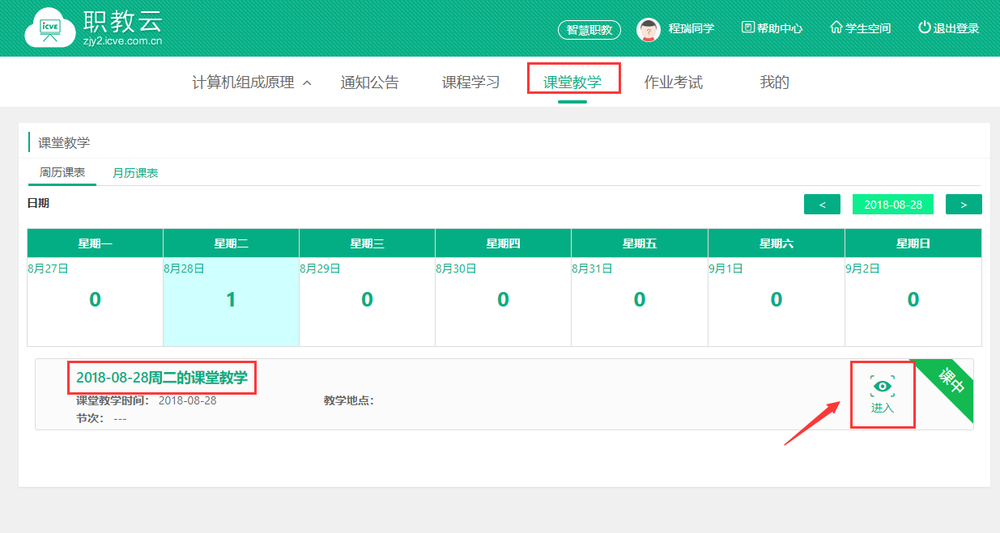 icve
职教云
zjy2.icve.com.cn
智慧职教 程瑞同学 帮助中心 学生空间 退出登录
计算机组成原理 通知公告 课程学习 课堂教学 作业考试 我的
课堂教学
周历课表 月历课表
日期 < 2018-08-28 >
星期一 星期二 星期三 星期四 星期五 星期六 星期日
8月27日 8月28日 8月29日 8月30日 8月31日 9月1日 9月2日
0 1 0 0 0 0 0
2018-08-28周二的课堂教学
课堂教学时间： 2018-08-28 教学地点：
节次： ---
进入
课中